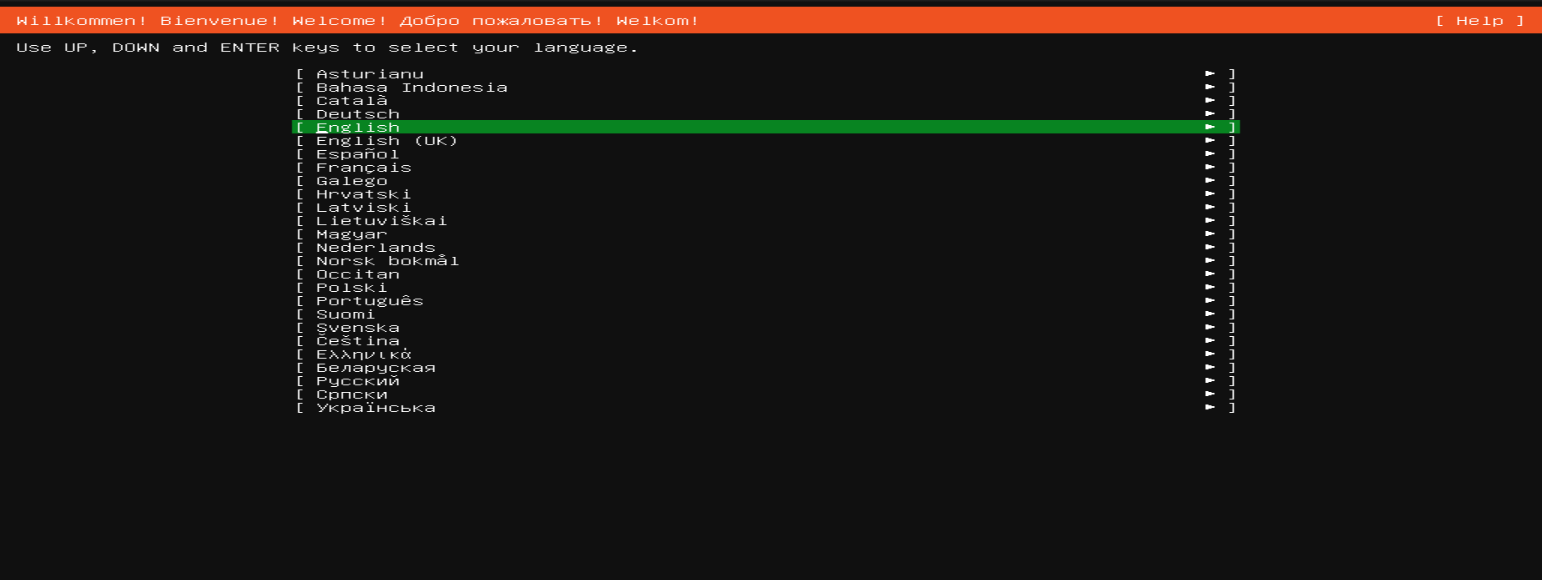 Willkommen! Bienvenue! Welcome! Добро пожаловать! Welkom! [ Help ]
Use UP, DOWN and ENTER keys to select your language.
[ Asturianu ► ]
[ Bahasa Indonesia ► ]
[ Català ► ]
[ Deutsch ► ]
[ English ► ]
[ English (UK) ► ]
[ Español ► ]
[ Français ► ]
[ Galego ► ]
[ Hrvatski ► ]
[ Latviski ► ]
[ Lietuviškai ► ]
[ Magyar ► ]
[ Nederlands ► ]
[ Norsk bokmål ► ]
[ Occitan ► ]
[ Polski ► ]
[ Português ► ]
[ Suomi ► ]
[ Svenska ► ]
[ Čeština ► ]
[ Ελληνικά ► ]
[ Беларуская ► ]
[ Русский ► ]
[ Српски ► ]
[ Українська ► ]